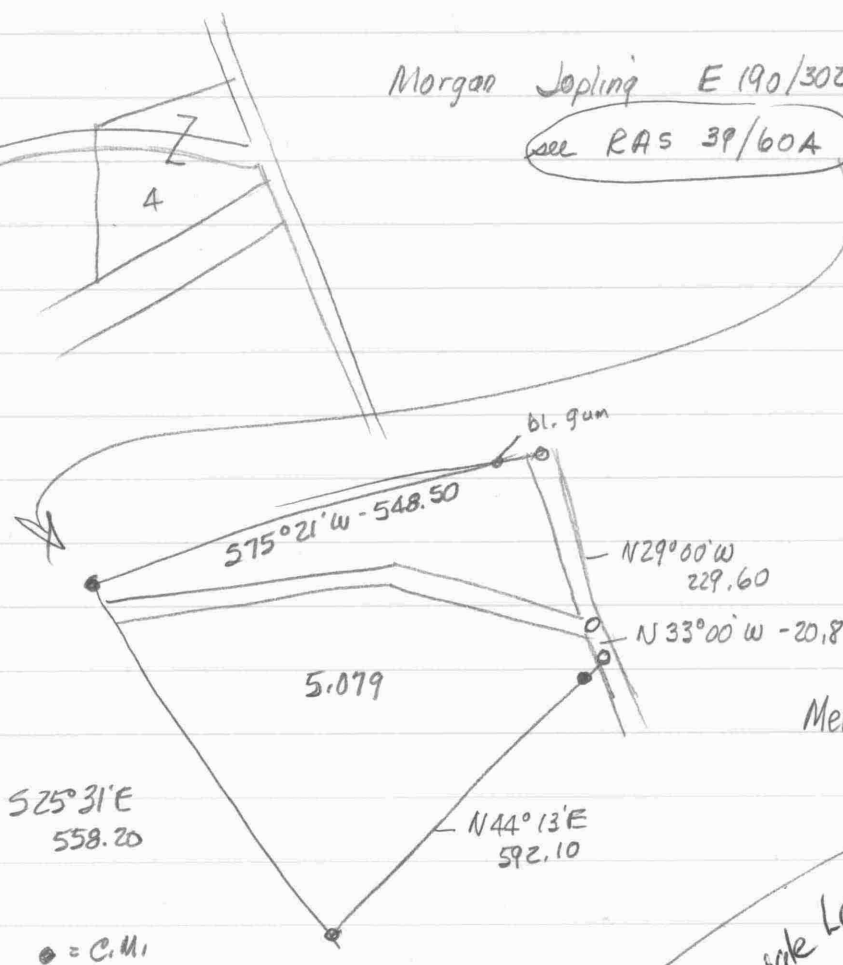 Morgan Jopling E 190/302
see RAS 39/60A
Z
4
bl. gum
S75°21'W - 548.50
N29°00'W
229.60
N33°00'W - 20.8
5.079
S25°31'E
558.20
N44°13'E
592.10
● = C.M.